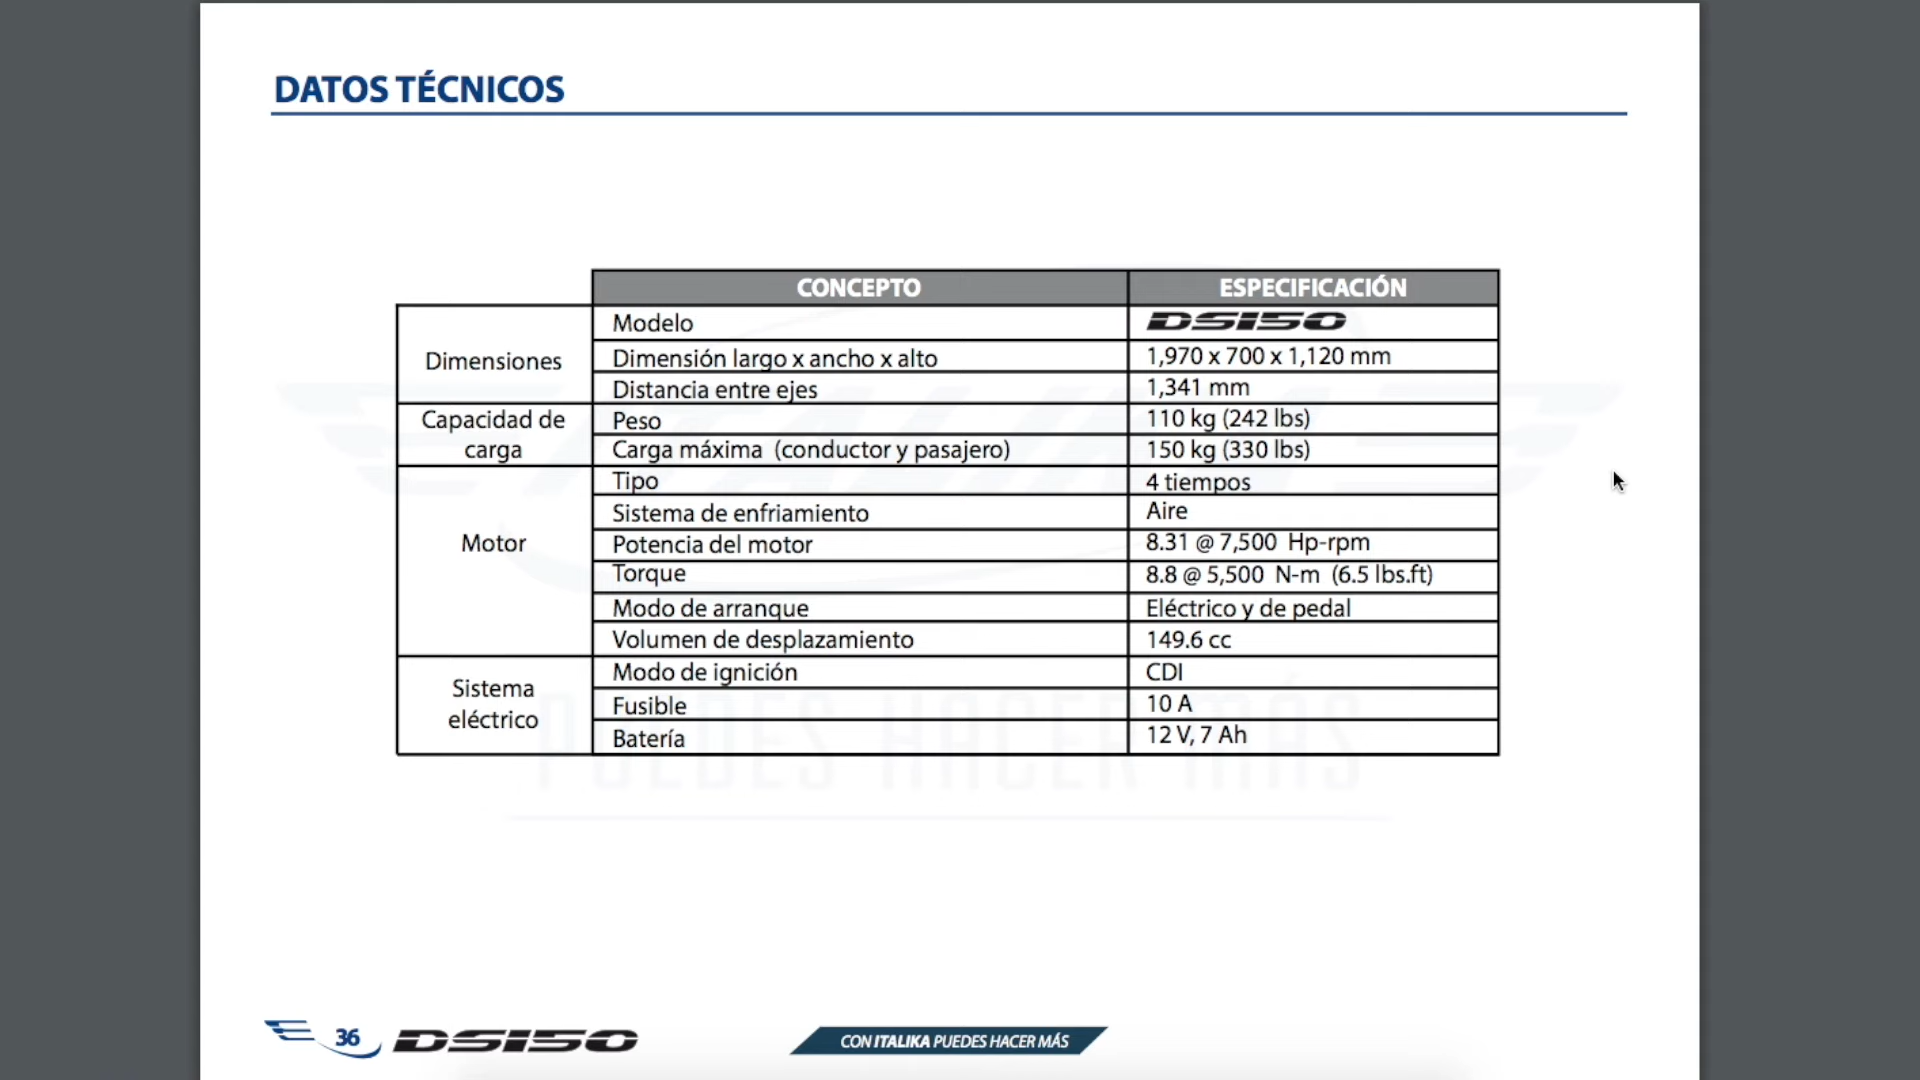 DATOS TÉCNICOS
CONCEPTO ESPECIFICACIÓN
Dimensiones
Modelo DS150
Dimensión largo x ancho x alto 1,970 x 700 x 1,120 mm
Distancia entre ejes 1,341 mm
Capacidad de
carga
Peso 110 kg (242 lbs)
Carga máxima (conductor y pasajero) 150 kg (330 lbs)
Motor
Tipo 4 tiempos
Sistema de enfriamiento Aire
Potencia del motor 8.31 @ 7,500 Hp-rpm
Torque 8.8 @ 5,500 N-m (6.5 lbs.ft)
Modo de arranque Eléctrico y de pedal
Volumen de desplazamiento 149.6 cc
Sistema
eléctrico
Modo de ignición CDI
Fusible 10 A
Batería 12 V, 7 Ah
ITALIKA
PUEDES HACER MÁS
36 DS150 CON ITALIKA PUEDES HACER MÁS